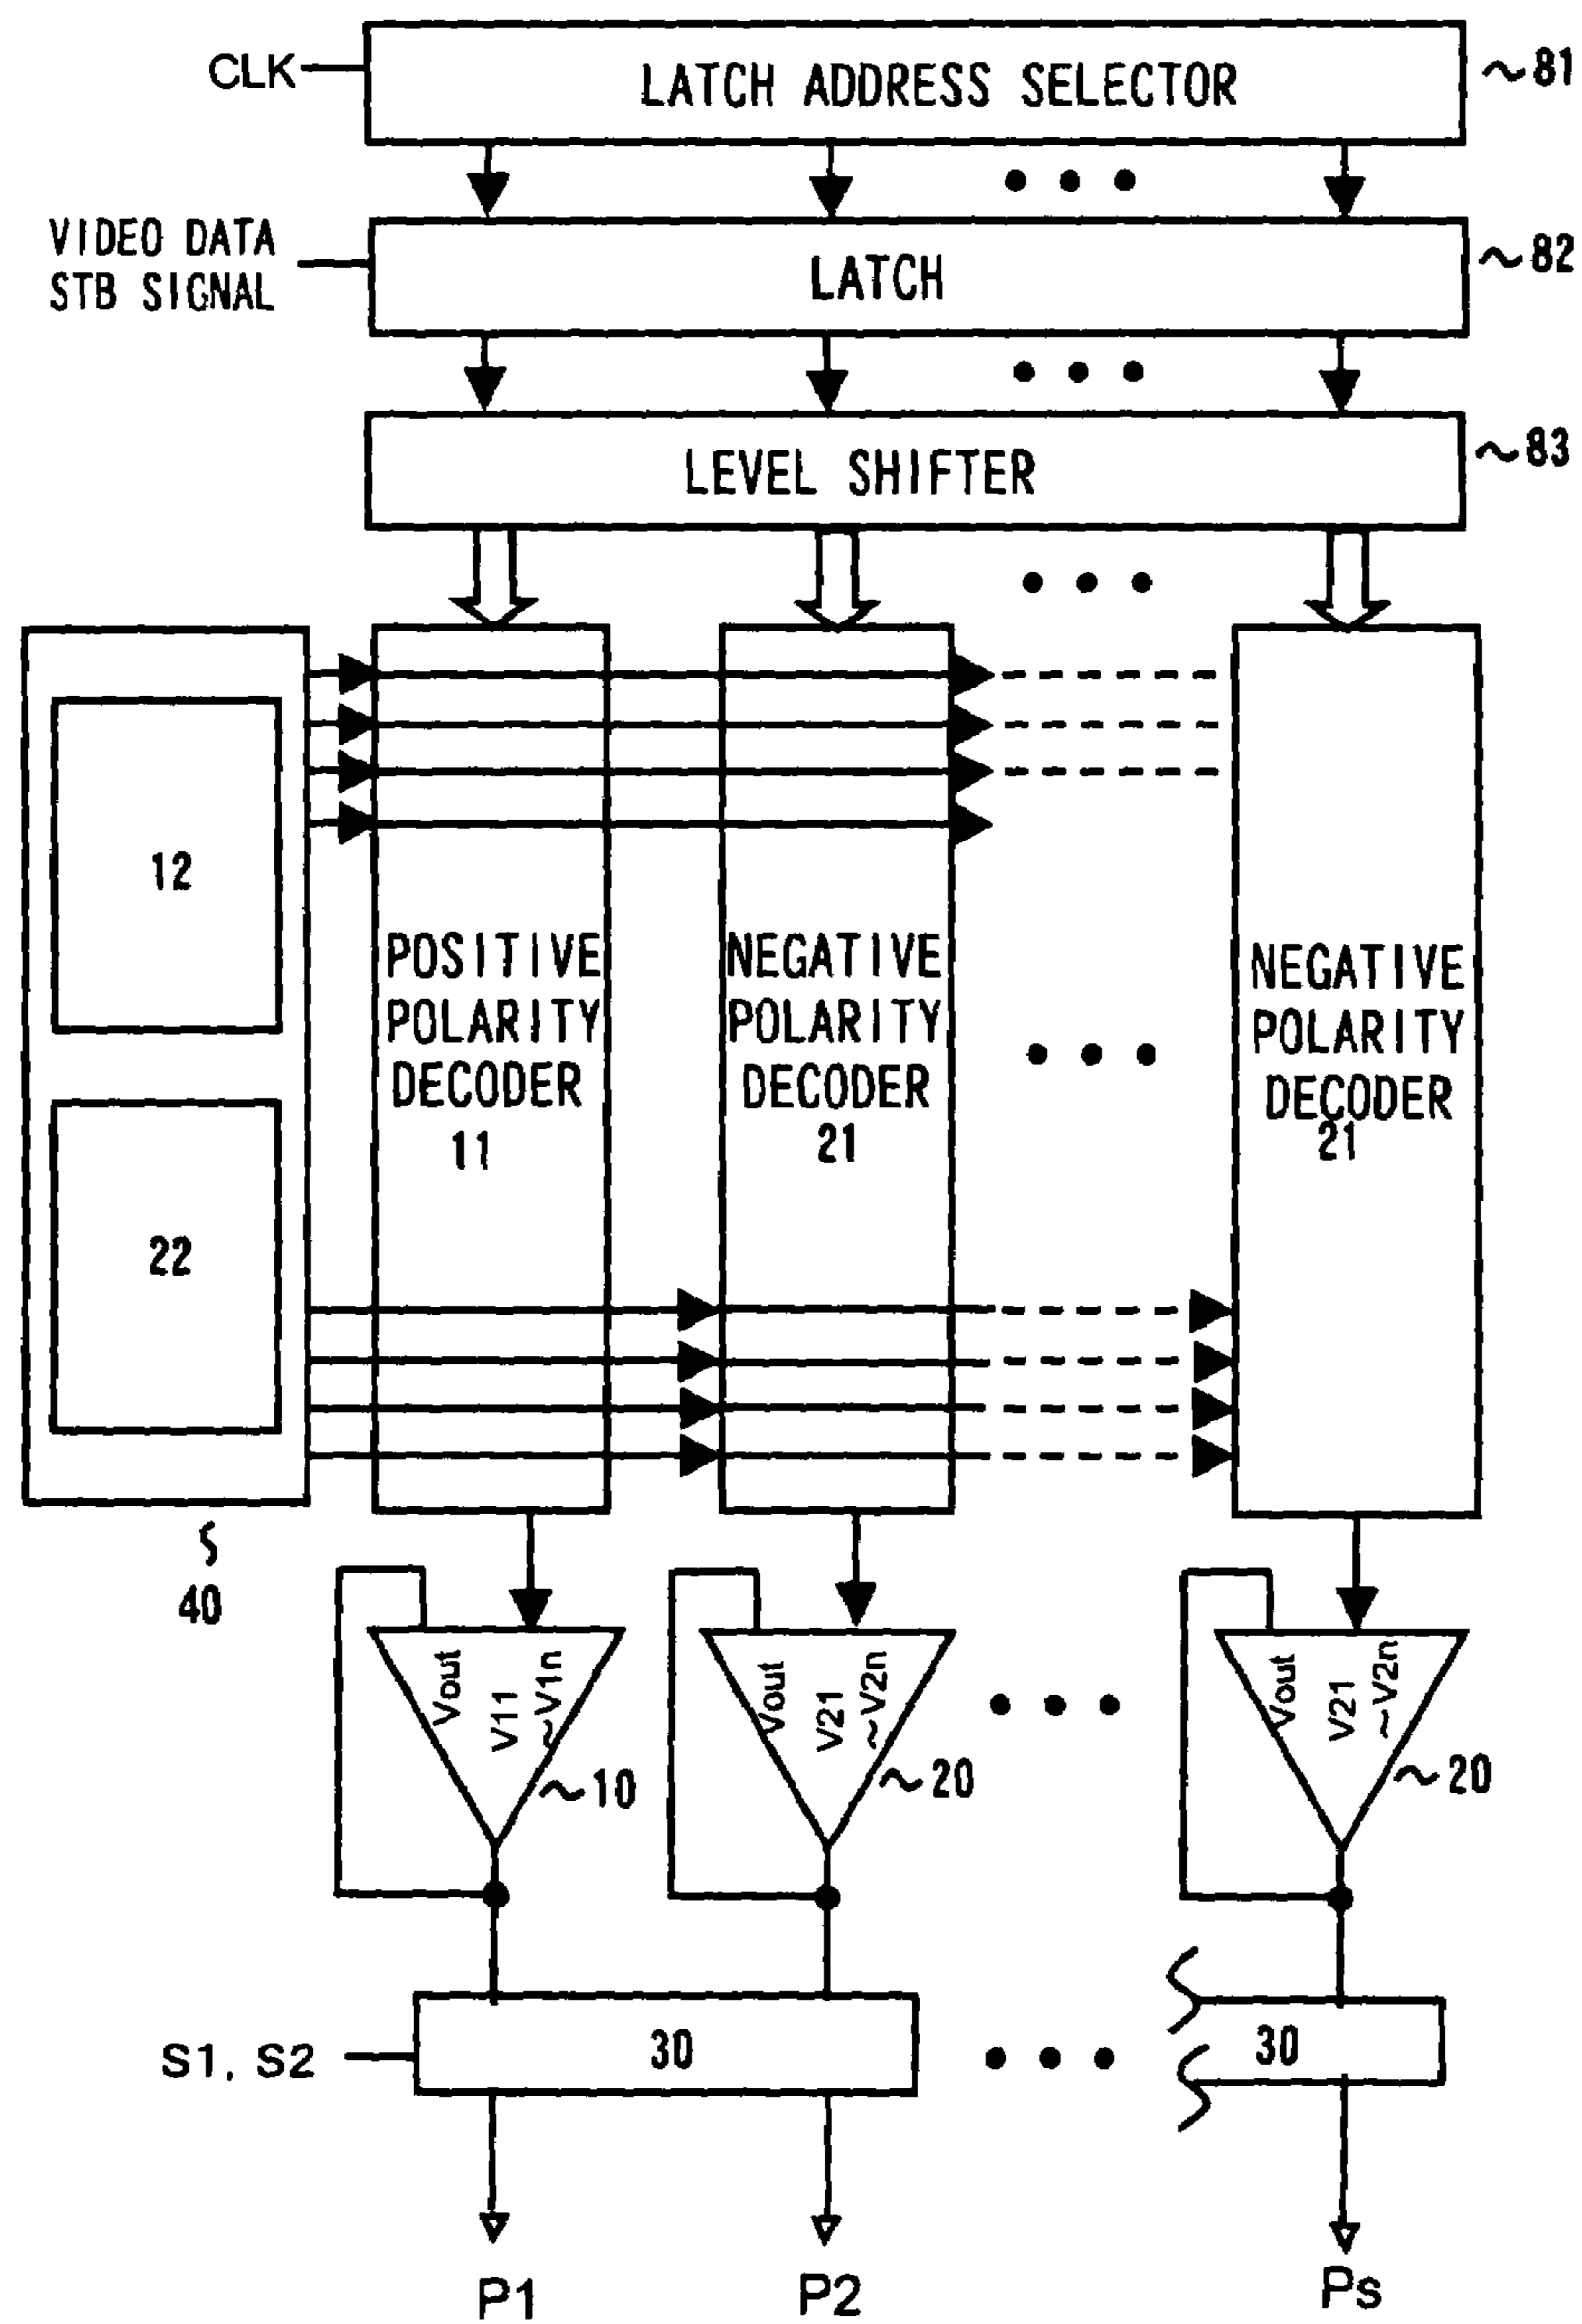 CLK
LATCH ADDRESS SELECTOR
~81
VIDEO DATA
STB SIGNAL
LATCH
~82
LEVEL SHIFTER
~83
12
22
40
POSITIVE
POLARITY
DECODER
11
NEGATIVE
POLARITY
DECODER
21
NEGATIVE
POLARITY
DECODER
21
Vout
V11
~V1n
~10
Vout
V21
~V2n
~20
Vout
V21
~V2n
~20
S1, S2
30
30
P1
P2
Ps